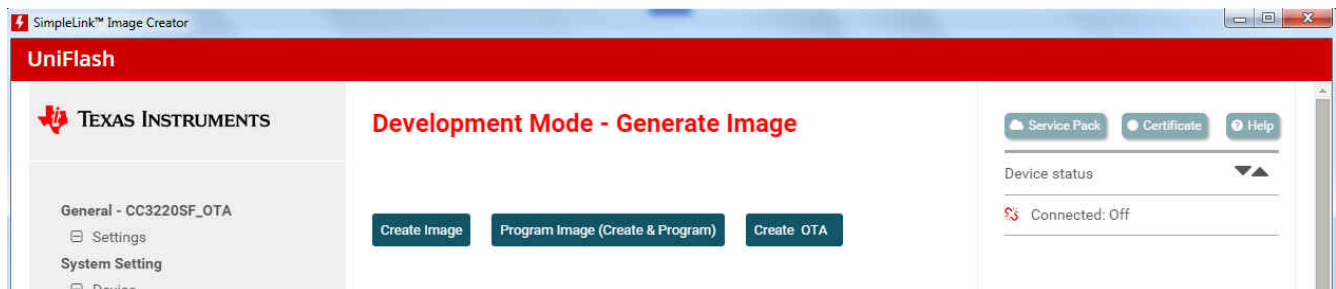 SimpleLink™ Image Creator
UniFlash
TEXAS INSTRUMENTS
General - CC3220SF_OTA
Settings
System Setting
Device
Development Mode - Generate Image
Create Image
Program Image (Create & Program)
Create OTA
Service Pack
Certificate
Help
Device status
Connected: Off